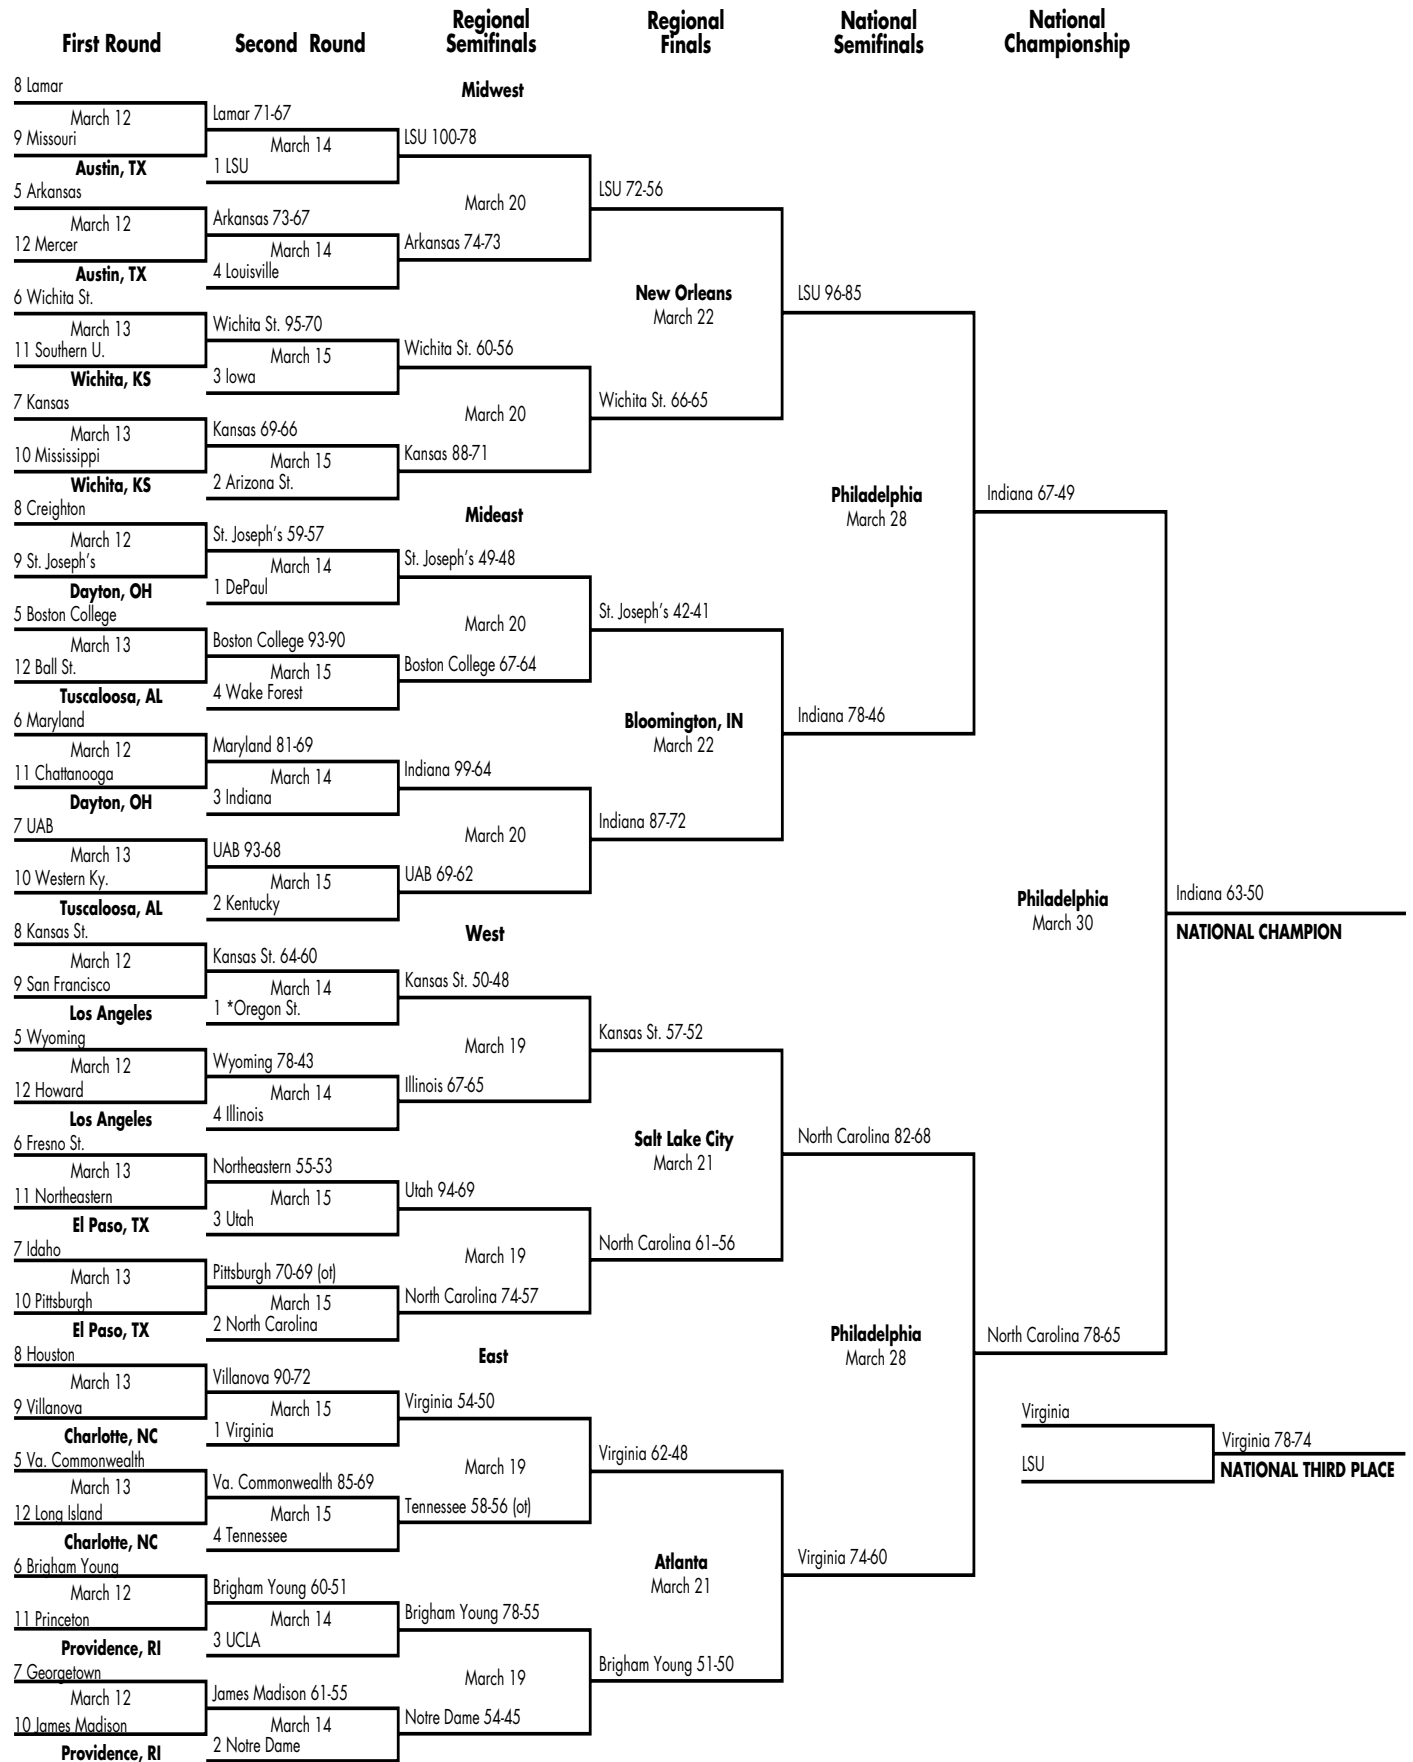 First Round
Second Round
Regional
Semifinals
Regional
Finals
National
Semifinals
National
Championship
Midwest
8 Lamar
March 12
9 Missouri
Austin, TX
5 Arkansas
March 12
12 Mercer
Austin, TX
6 Wichita St.
March 13
11 Southern U.
Wichita, KS
7 Kansas
March 13
10 Mississippi
Wichita, KS
8 Creighton
March 12
9 St. Joseph's
Dayton, OH
5 Boston College
March 13
12 Ball St.
Tuscaloosa, AL
6 Maryland
March 12
11 Chattanooga
Dayton, OH
7 UAB
March 13
10 Western Ky.
Tuscaloosa, AL
8 Kansas St.
March 12
9 San Francisco
Los Angeles
5 Wyoming
March 12
12 Howard
Los Angeles
6 Fresno St.
March 13
11 Northeastern
El Paso, TX
7 Idaho
March 13
10 Pittsburgh
El Paso, TX
8 Houston
March 13
9 Villanova
Charlotte, NC
5 Va. Commonwealth
March 13
12 Long Island
Charlotte, NC
6 Brigham Young
March 12
11 Princeton
Providence, RI
7 Georgetown
March 12
10 James Madison
Providence, RI
Lamar 71-67
March 14
1 LSU
Arkansas 73-67
March 14
4 Louisville
Wichita St. 95-70
March 15
3 Iowa
Kansas 69-66
March 15
2 Arizona St.
St. Joseph's 59-57
March 14
1 DePaul
Boston College 93-90
March 15
4 Wake Forest
Maryland 81-69
March 14
3 Indiana
UAB 93-68
March 15
2 Kentucky
Kansas St. 64-60
March 14
1 *Oregon St.
Wyoming 78-43
March 14
4 Illinois
Northeastern 55-53
March 15
3 Utah
Pittsburgh 70-69 (ot)
March 15
2 North Carolina
Villanova 90-72
March 15
1 Virginia
Va. Commonwealth 85-69
March 15
4 Tennessee
Brigham Young 60-51
March 14
3 UCLA
James Madison 61-55
March 14
2 Notre Dame
LSU 100-78
March 20
Arkansas 74-73
Wichita St. 60-56
March 20
Kansas 88-71
Mideast
St. Joseph's 49-48
March 20
Boston College 67-64
Indiana 99-64
March 20
UAB 69-62
West
Kansas St. 50-48
March 19
Illinois 67-65
Utah 94-69
March 19
North Carolina 74-57
East
Virginia 54-50
March 19
Tennessee 58-56 (ot)
Brigham Young 78-55
March 19
Notre Dame 54-45
LSU 72-56
New Orleans
March 22
Wichita St. 66-65
St. Joseph's 42-41
Bloomington, IN
March 22
Indiana 87-72
Kansas St. 57-52
Salt Lake City
March 21
North Carolina 61–56
Virginia 62-48
Atlanta
March 21
Brigham Young 51-50
LSU 96-85
Philadelphia
March 28
Indiana 78-46
North Carolina 82-68
Philadelphia
March 28
Virginia 74-60
Indiana 67-49
Philadelphia
March 30
North Carolina 78-65
Indiana 63-50
NATIONAL CHAMPION
Virginia
LSU
Virginia 78-74
NATIONAL THIRD PLACE